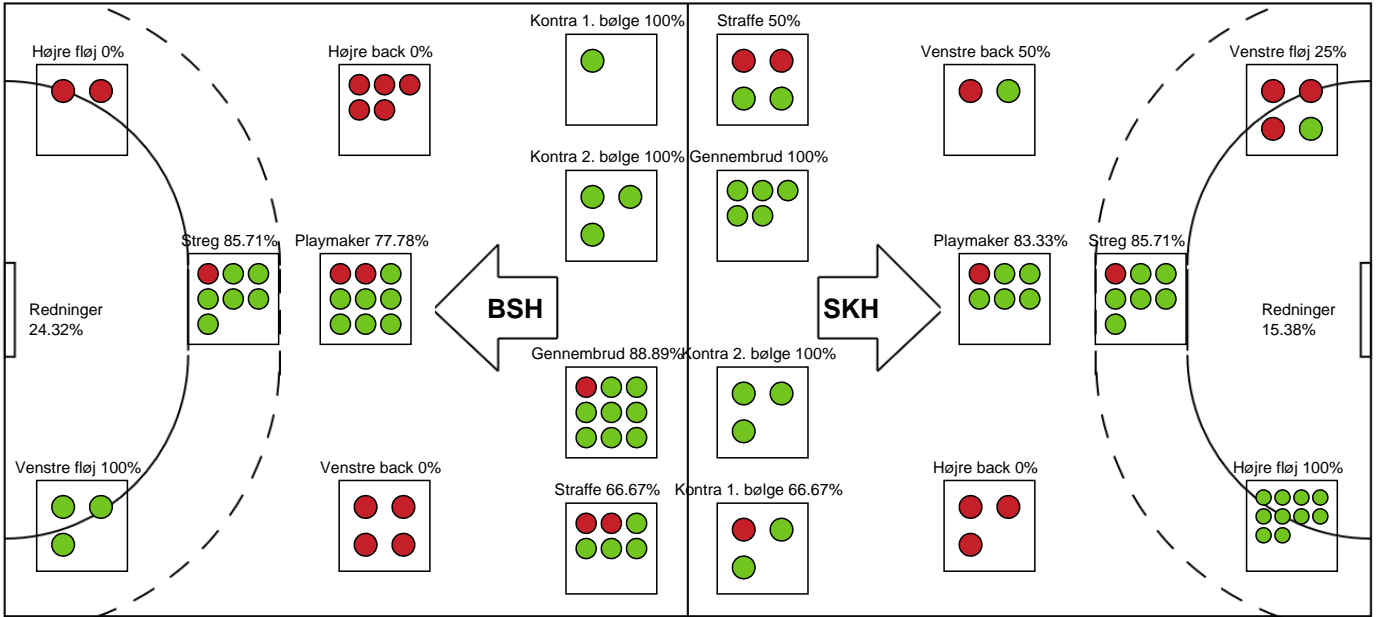 Kontra 1. bølge 100%
Straffe 50%
Højre fløj 0%
Højre back 0%
Venstre back 50%
Venstre fløj 25%
Kontra 2. bølge 100%
Gennembrud 100%
Streg 85.71%
Playmaker 77.78%
Playmaker 83.33%
Streg 85.71%
Redninger
24.32%
BSH
SKH
Redninger
15.38%
Gennembrud 88.89%
Kontra 2. bølge 100%
Venstre fløj 100%
Venstre back 0%
Højre back 0%
Højre fløj 100%
Straffe 66.67%
Kontra 1. bølge 66.67%